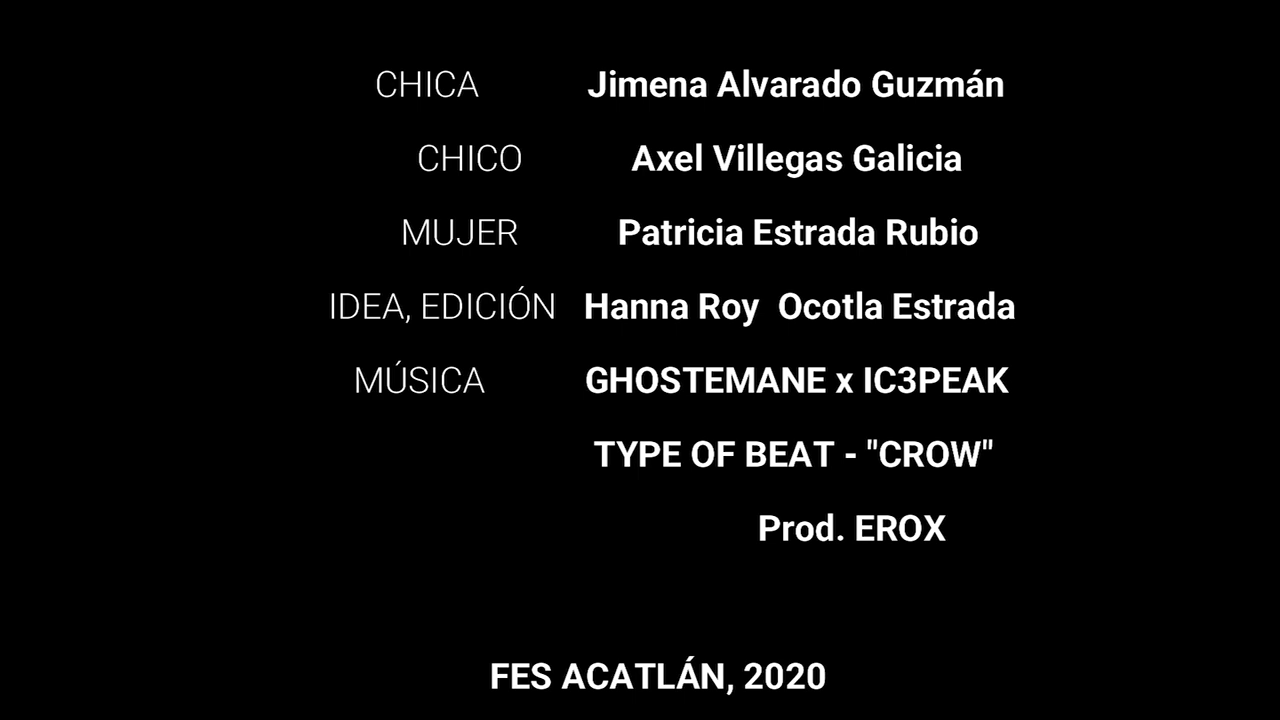 CHICA Jimena Alvarado Guzmán
CHICO Axel Villegas Galicia
MUJER Patricia Estrada Rubio
IDEA, EDICIÓN Hanna Roy Ocotla Estrada
MÚSICA GHOSTEMANE x IC3PEAK
TYPE OF BEAT - "CROW"
Prod. EROX
FES ACATLÁN, 2020